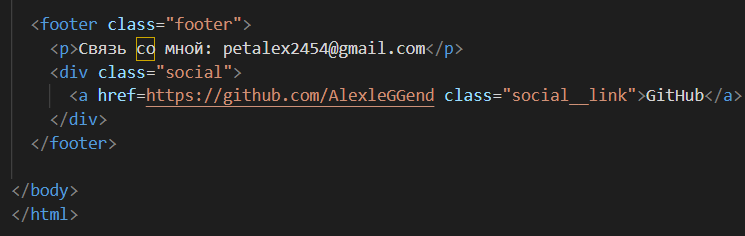 <footer class="footer">
<p>Связь со мной: petalex2454@gmail.com</p>
<div class="social">
<a href=https://github.com/AlexleGGend class="social__link">GitHub</a>
</div>
</footer>
</body>
</html>